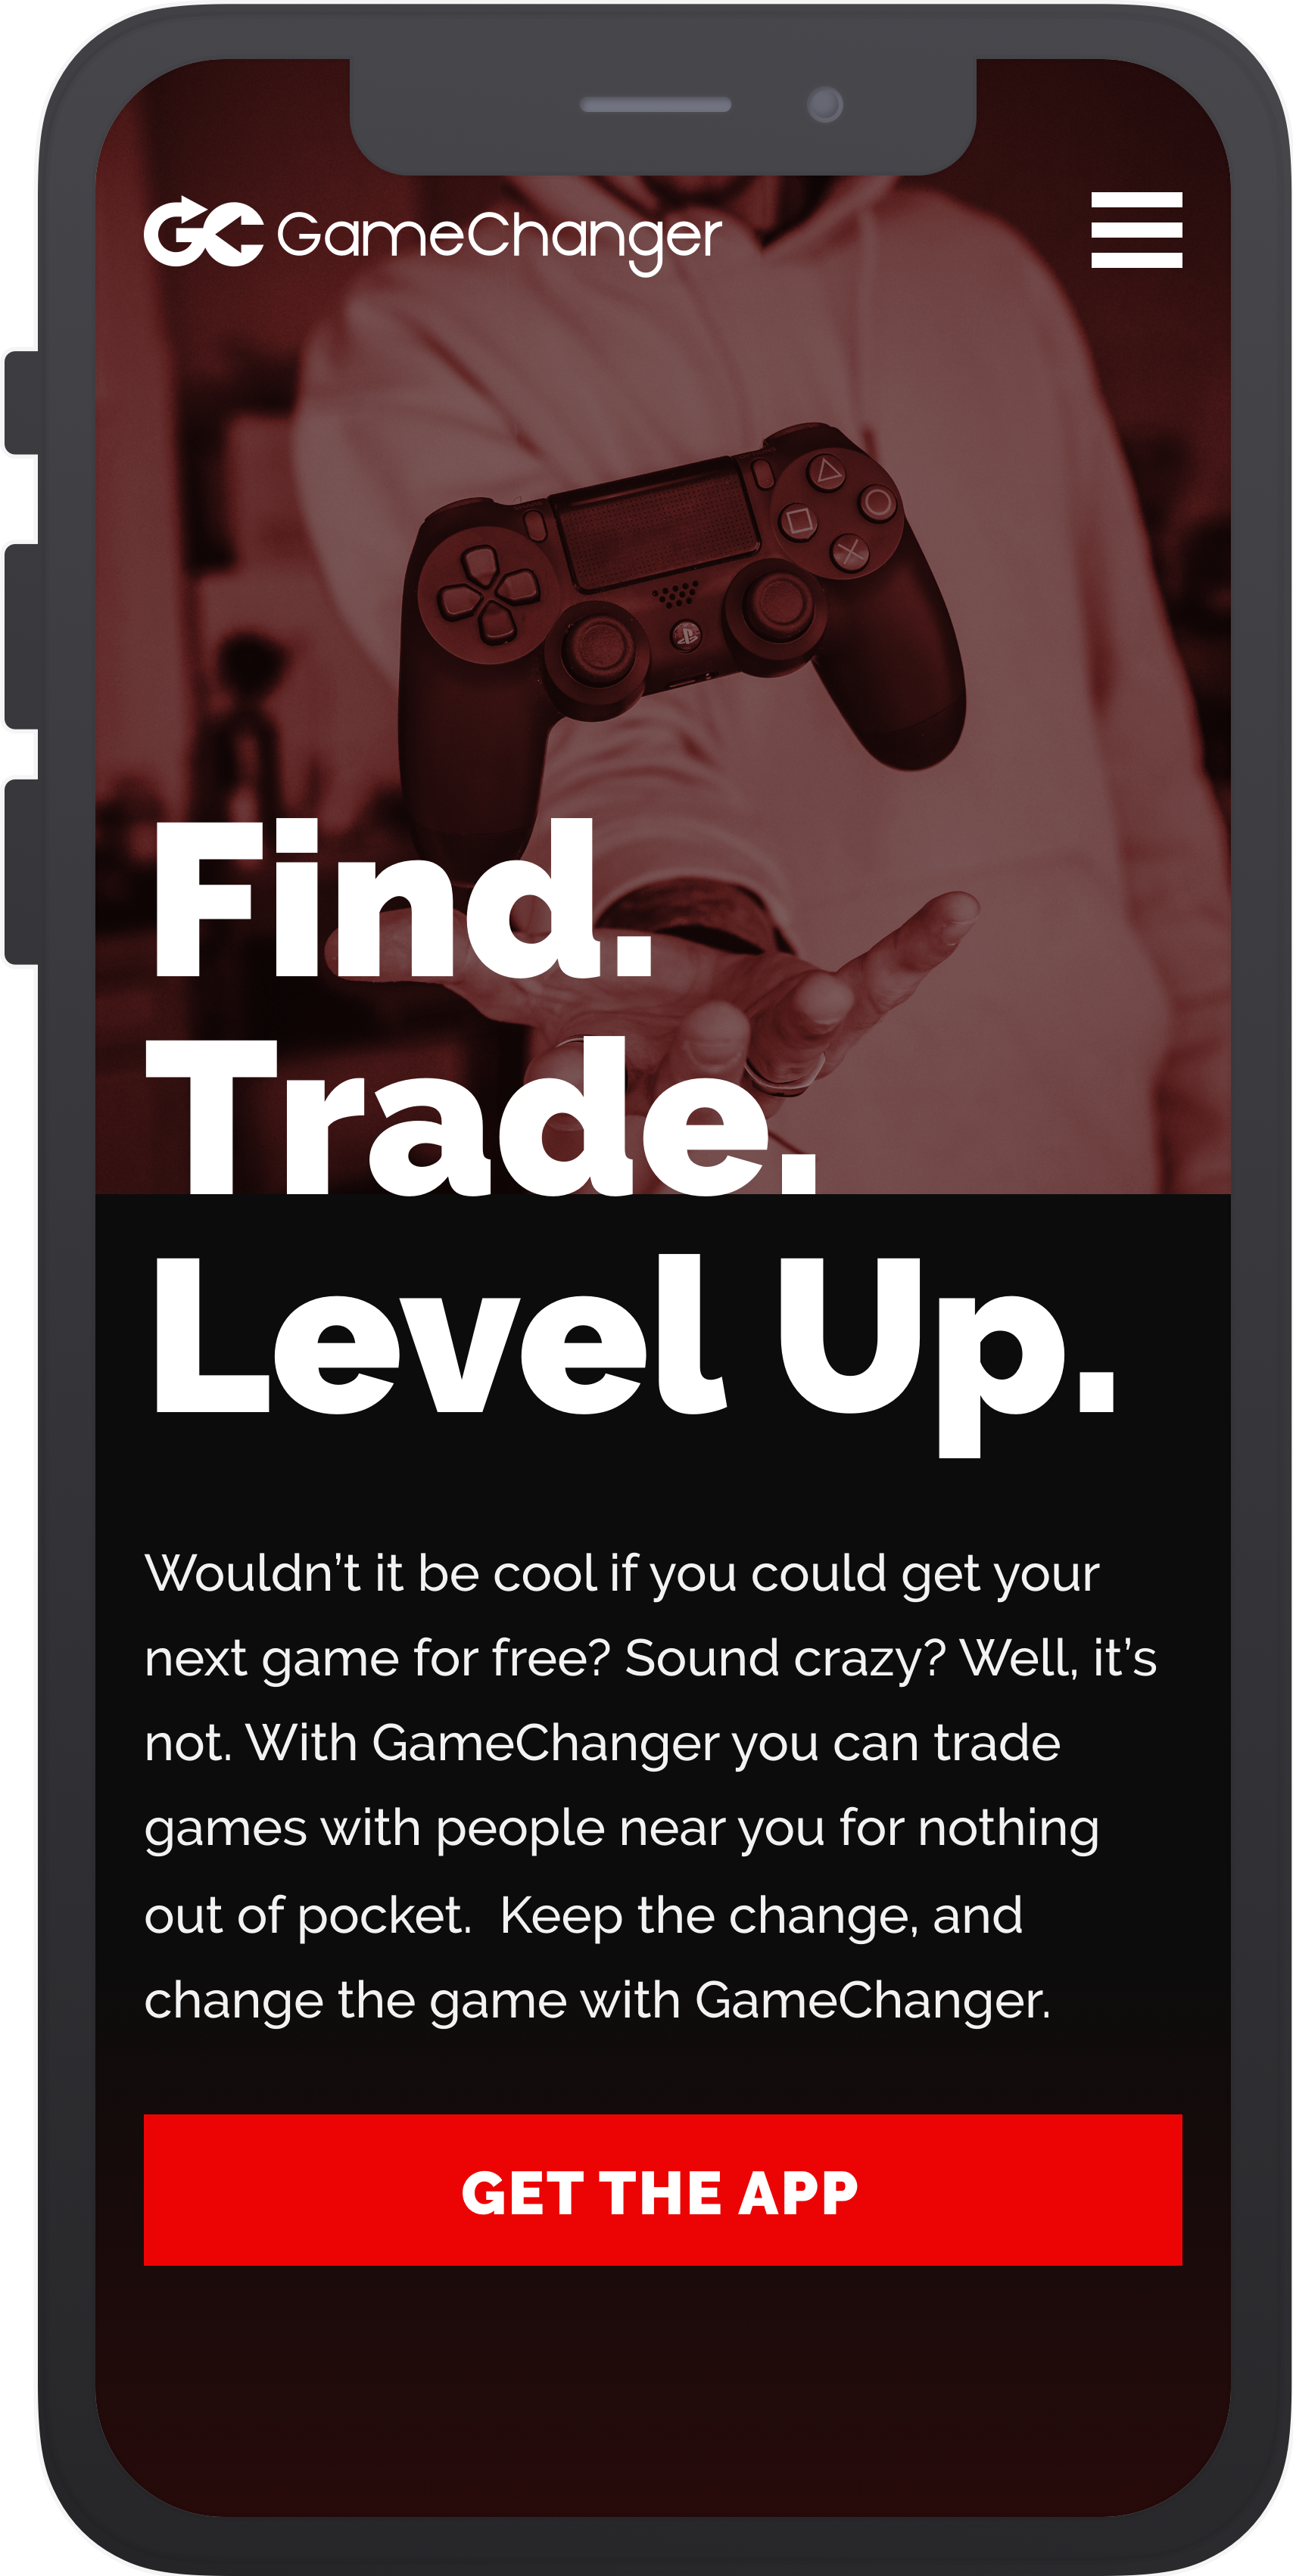 GC GameChanger
Find.
Trade.
Level Up.
Wouldn’t it be cool if you could get your
next game for free? Sound crazy? Well, it’s
not. With GameChanger you can trade
games with people near you for nothing
out of pocket.  Keep the change, and
change the game with GameChanger.
GET THE APP